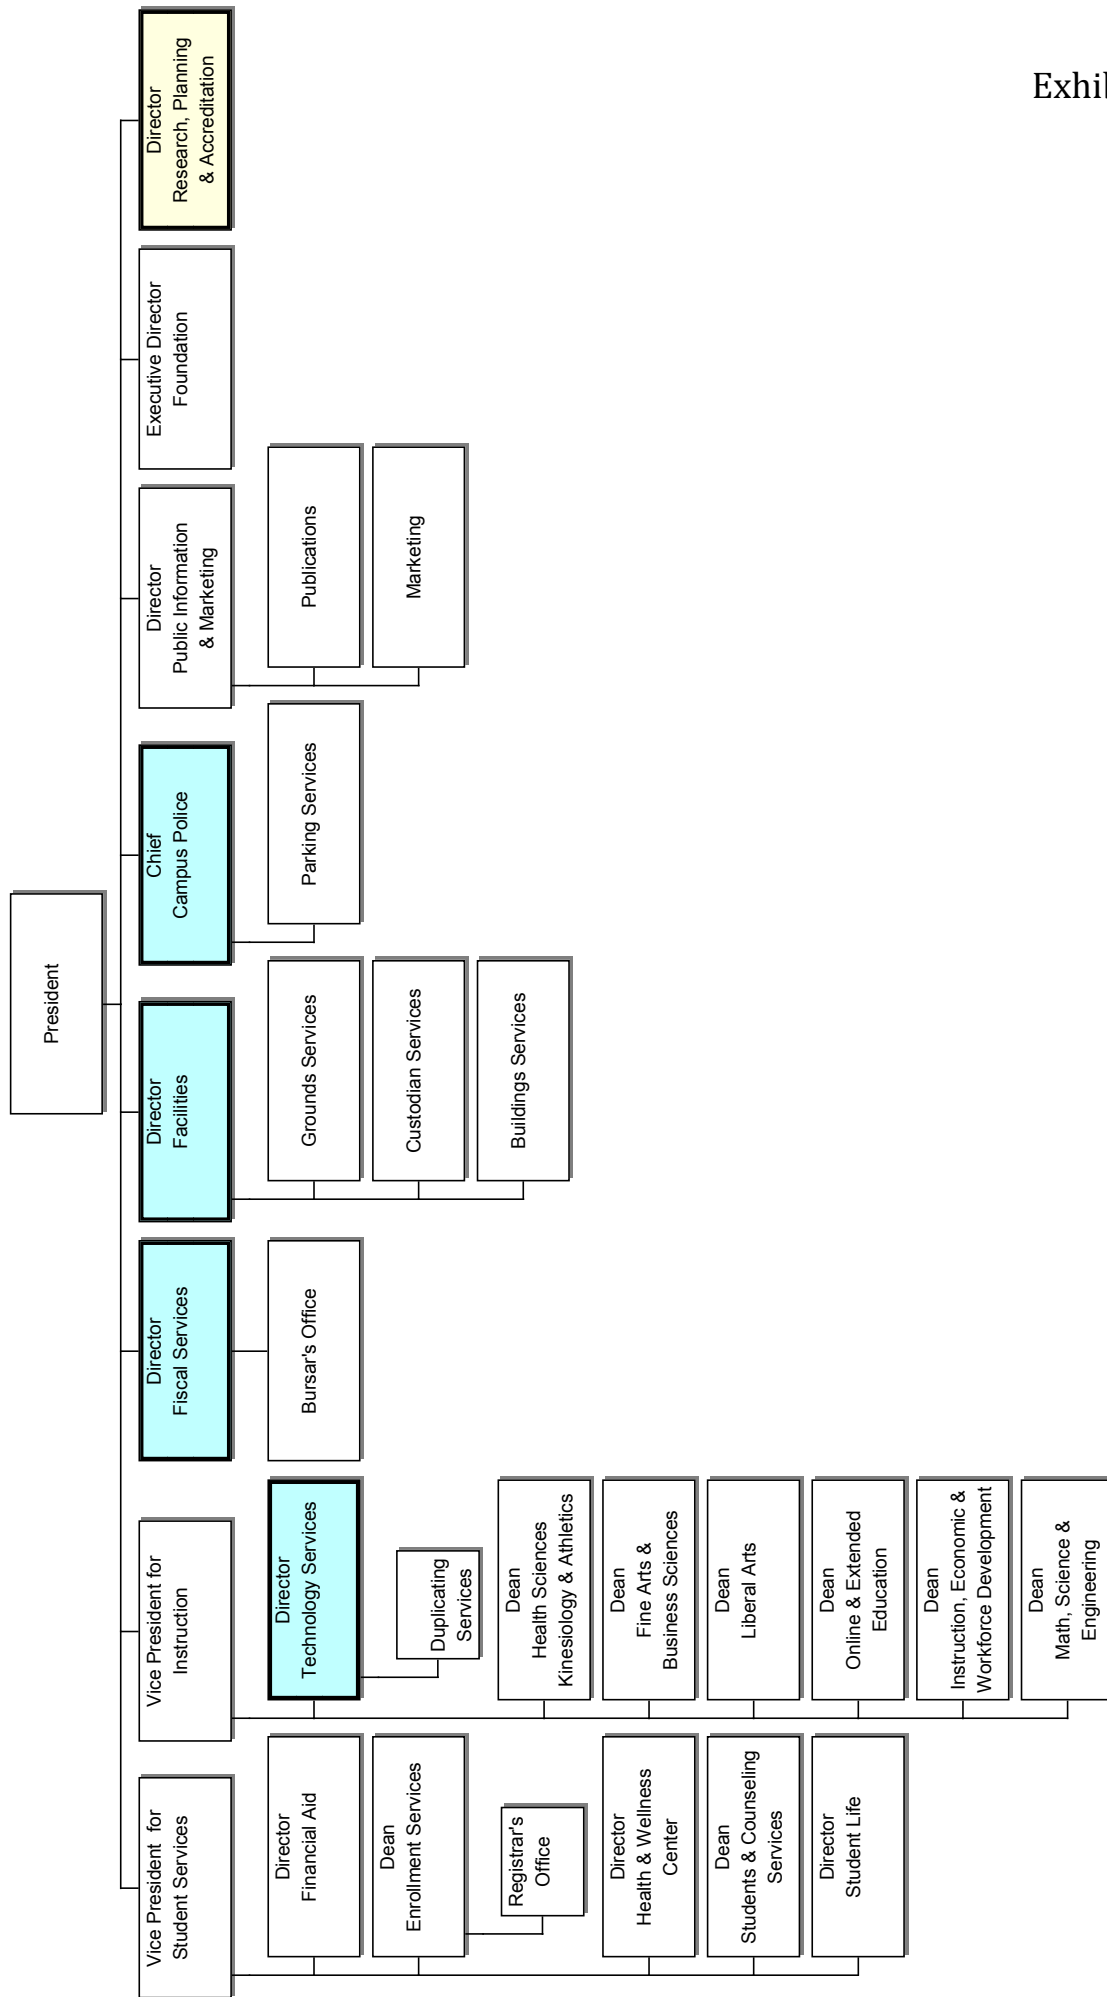 Exhib
President
Vice President for
Student Services
Director
Financial Aid
Dean
Enrollment Services
Registrar's
Office
Director
Health & Wellness
Center
Dean
Students & Counseling
Services
Director
Student Life
Vice President for
Instruction
Director
Technology Services
Duplicating
Services
Dean
Health Sciences
Kinesiology & Athletics
Dean
Fine Arts &
Business Sciences
Dean
Liberal Arts
Dean
Online & Extended
Education
Dean
Instruction, Economic &
Workforce Development
Dean
Math, Science &
Engineering
Director
Fiscal Services
Bursar's Office
Director
Facilities
Grounds Services
Custodian Services
Buildings Services
Chief
Campus Police
Parking Services
Director
Public Information
& Marketing
Publications
Marketing
Executive Director
Foundation
Director
Research, Planning
& Accreditation